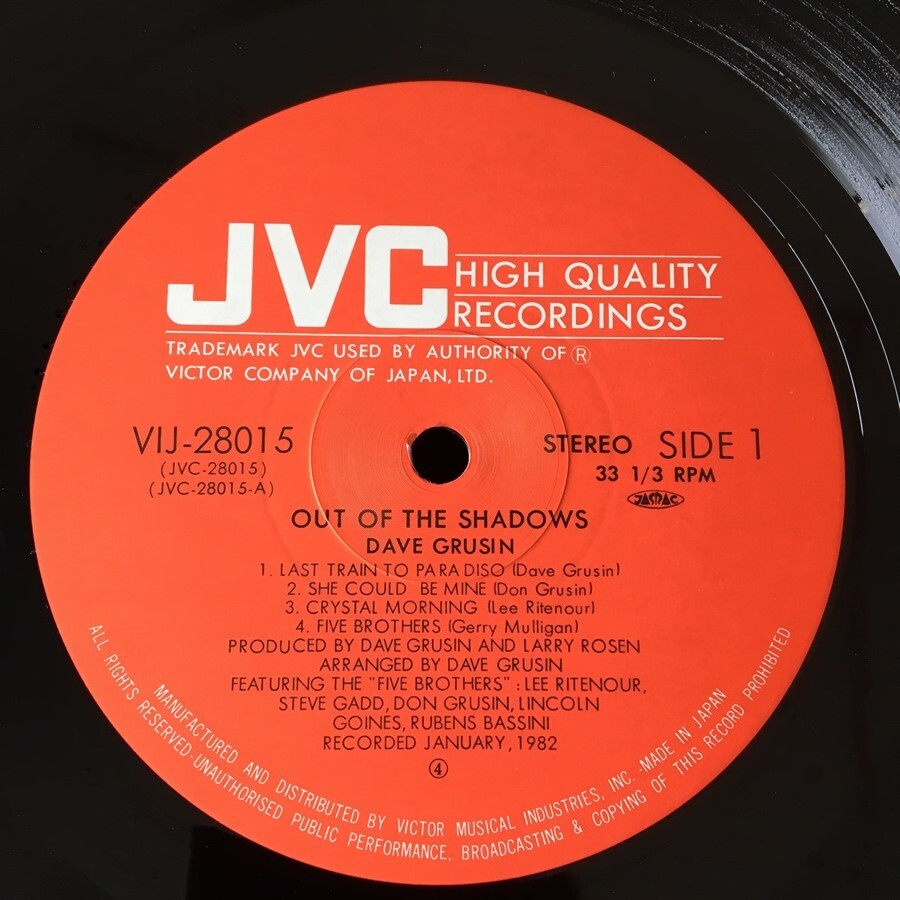 JVC
HIGH QUALITY
RECORDINGS
TRADEMARK JVC USED BY AUTHORITY OF ®
VICTOR COMPANY OF JAPAN, LTD.
VIJ-28015
(JVC-28015)
(JVC-28015-A)
STEREO SIDE 1
33 1/3 RPM
JASRAC
OUT OF THE SHADOWS
DAVE GRUSIN
1. LAST TRAIN TO PARADISO (Dave Grusin)
2. SHE COULD BE MINE (Don Grusin)
3. CRYSTAL MORNING (Lee Ritenour)
4. FIVE BROTHERS (Gerry Mulligan)
PRODUCED BY DAVE GRUSIN AND LARRY ROSEN
ARRANGED BY DAVE GRUSIN
FEATURING THE "FIVE BROTHERS" : LEE RITENOUR,
STEVE GADD, DON GRUSIN, LINCOLN
GOINES, RUBENS BASSINI
RECORDED JANUARY, 1982
④
MANUFACTURED AND DISTRIBUTED BY VICTOR MUSICAL INDUSTRIES, INC. MADE IN JAPAN
ALL RIGHTS RESERVED·UNAUTHORISED PUBLIC PERFORMANCE, BROADCASTING & COPYING OF THIS RECORD PROHIBITED